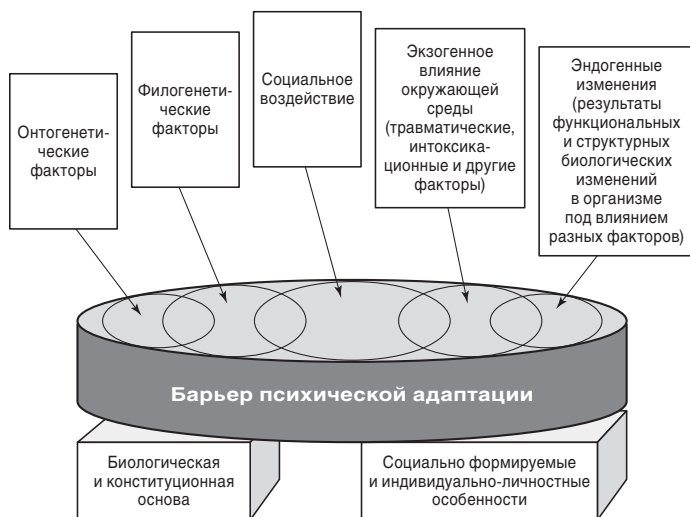 Онтогенети-
ческие
факторы
Филогенети-
ческие
факторы
Социальное
воздействие
Экзогенное
влияние
окружающей
среды
(травматические,
интоксика-
ционные и другие
факторы)
Эндогенные
изменения
(результаты
функциональных
и структурных
биологических
изменений
в организме
под влиянием
разных факторов)
Барьер психической адаптации
Биологическая
и конституционная
основа
Социально формируемые
и индивидуально-личностные
особенности